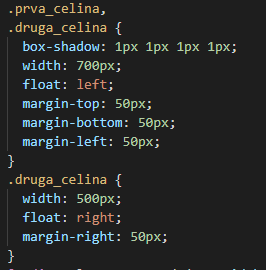 .prva_celina,
.druga_celina {
  box-shadow: 1px 1px 1px 1px;
  width: 700px;
  float: left;
  margin-top: 50px;
  margin-bottom: 50px;
  margin-left: 50px;
}
.druga_celina {
  width: 500px;
  float: right;
  margin-right: 50px;
}